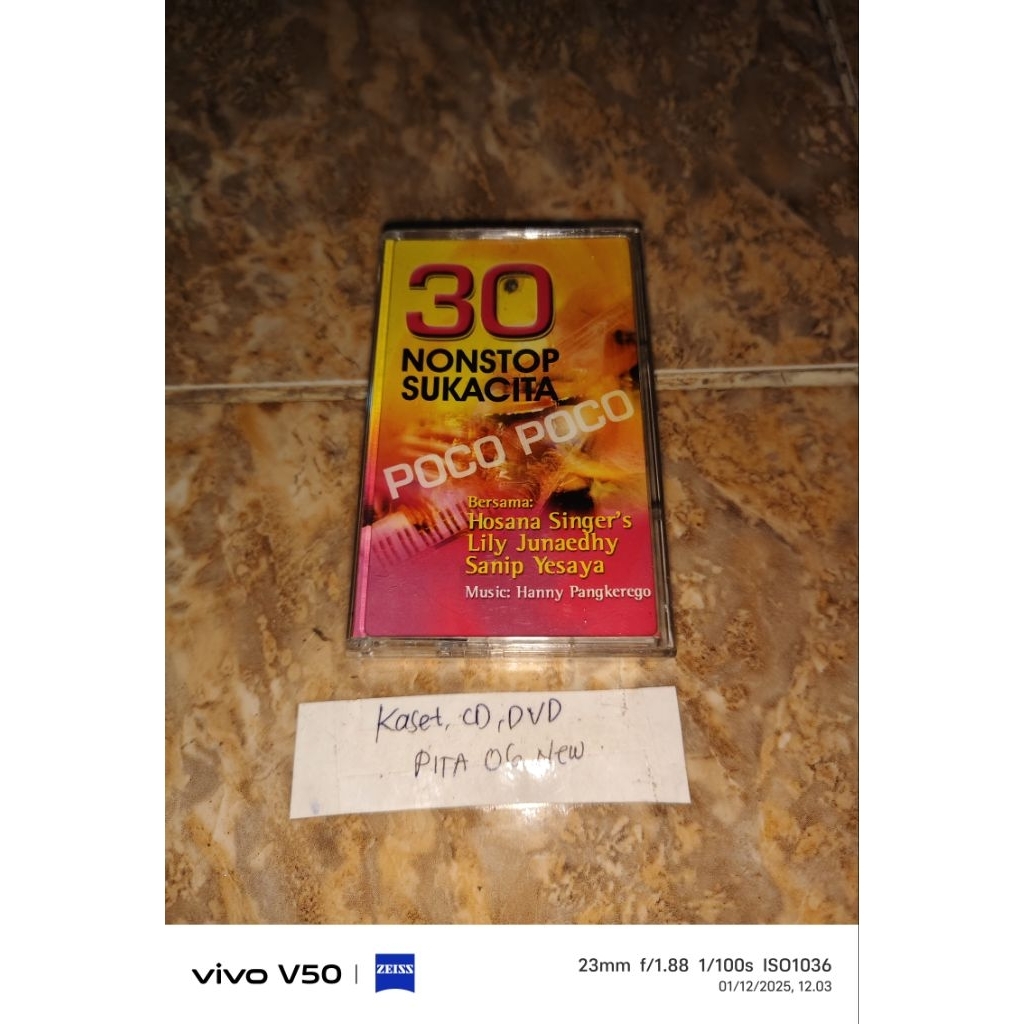 30
NONSTOP
SUKACITA
POCO POCO
Bersama:
Hosana Singer's
Lily Junaedhy
Sanip Yesaya
Music: Hanny Pangkerego
Kaset, CD, DVD
PITA 06 New
vivo V50 | ZEISS
23mm f/1.88 1/100s ISO1036
01/12/2025, 12.03